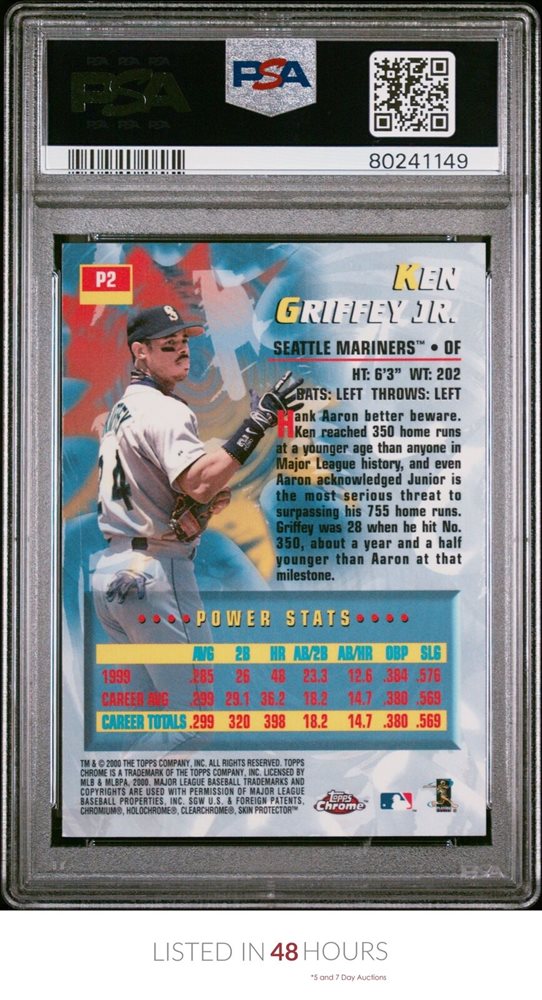 PSA PSA PSA
PSA
PSA PSA PSA
PSA
80241149
P2
KEN
GRIFFEY JR.
SEATTLE MARINERS™ • OF
HT: 6'3" WT: 202
BATS: LEFT THROWS: LEFT
Hank Aaron better beware.
Ken reached 350 home runs
at a younger age than anyone in
Major League history, and even
Aaron acknowledged Junior is
the most serious threat to
surpassing his 755 home runs.
Griffey was 28 when he hit No.
350, about a year and a half
younger than Aaron at that
milestone.
••••POWER STATS••••
AVG 2B HR AB/2B AB/HR OBP SLG
1999 .285 26 48 23.3 12.6 .384 .576
CAREER AVG .299 29.1 36.2 18.2 14.7 .380 .569
CAREER TOTALS .299 320 398 18.2 14.7 .380 .569
TM & © 2000 THE TOPPS COMPANY, INC. ALL RIGHTS RESERVED. TOPPS
CHROME IS A TRADEMARK OF THE TOPPS COMPANY, INC. LICENSED BY
MLB & MLBPA, 2000. MAJOR LEAGUE BASEBALL TRADEMARKS AND
COPYRIGHTS ARE USED WITH PERMISSION OF MAJOR LEAGUE
BASEBALL PROPERTIES, INC. SGW U.S. & FOREIGN PATENTS,
CHROMIUM®, HOLOCHROME®, CLEARCHROME®, SKIN PROTECTOR™
TOPPS
Chrome
PSA
LISTED IN 48 HOURS
*5 and 7 Day Auctions